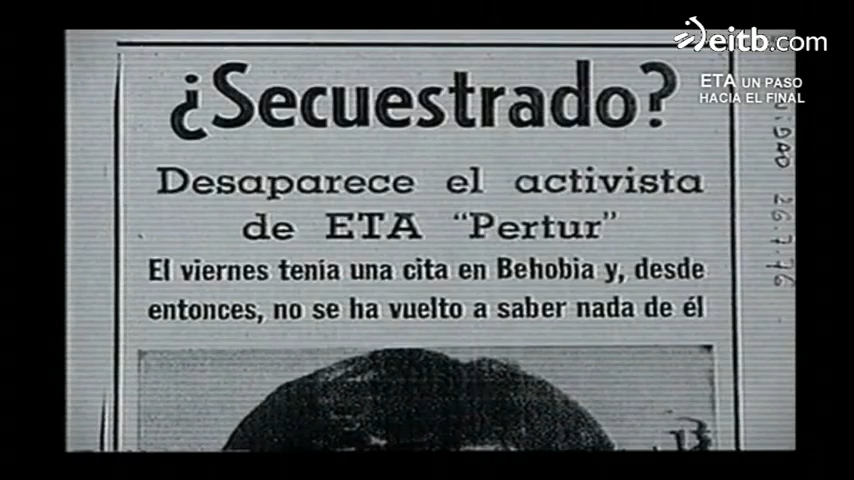 eitb.com
ETA UN PASO
HACIA EL FINAL
¿Secuestrado?
Desaparece el activista
de ETA “Pertur”
El viernes tenía una cita en Behobia y, desde
entonces, no se ha vuelto a saber nada de él
26.7.76